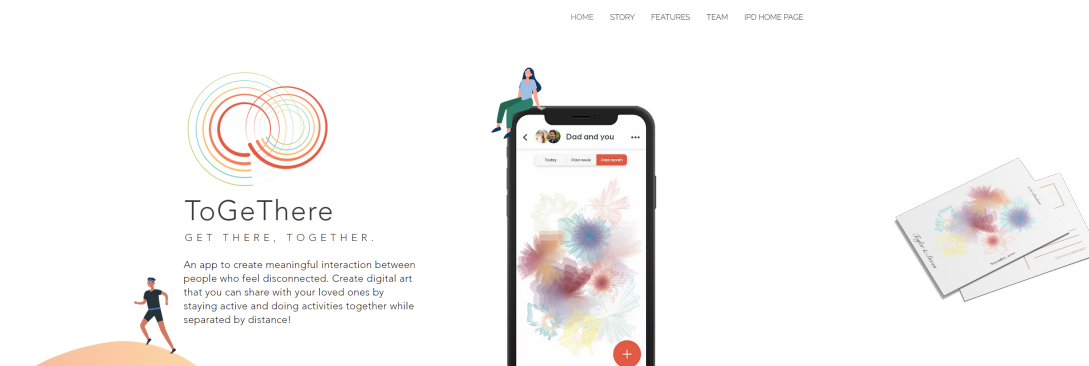 HOME STORY FEATURES TEAM IPD HOME PAGE
ToGeThere
GET THERE, TOGETHER.
An app to create meaningful interaction between
people who feel disconnected. Create digital art
that you can share with your loved ones by
staying active and doing activities together while
separated by distance!
Dad and you
Today Past week Past month